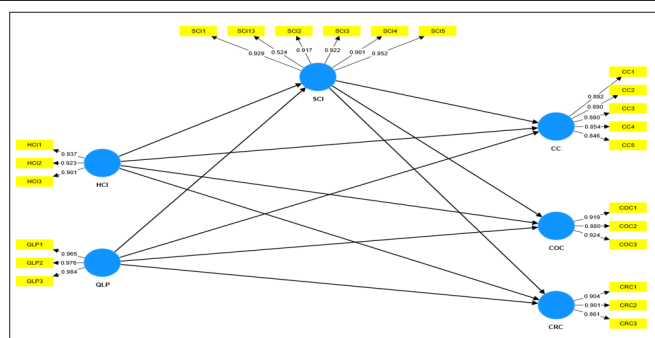 SCI1 SCI13 SCI2 SCI3 SCI4 SCI5
0.929 0.524 0.917 0.922 0.901 0.852
SCI
HCI1
HCI2
HCI3
0.937
0.923
0.901
HCI
QLP1
QLP2
QLP3
0.965
0.976
0.984
QLP
CC1
CC2
CC3
CC4
CC5
0.892
0.890
0.880
0.854
0.846
CC
COC1
COC2
COC3
0.919
0.880
0.924
COC
CRC1
CRC2
CRC3
0.904
0.901
0.861
CRC